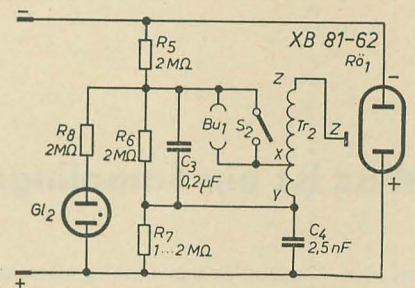 −
XB 81-62
R5
2MΩ
Rö1
−
Z
R8
2MΩ
R6
2MΩ
Bu1
S2
Tr2
Z
C3
0,2µF
X
+
Gl2
Y
R7
1...2MΩ
C4
2,5nF
+